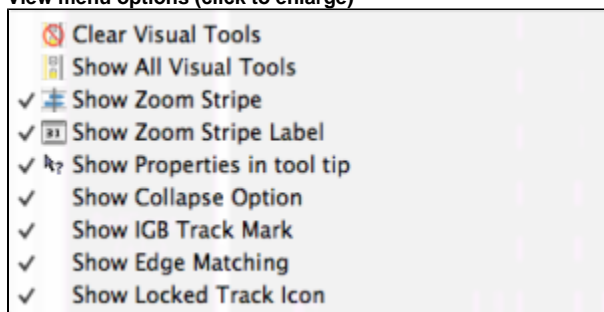 View menu options (click to enlarge)
Clear Visual Tools
Show All Visual Tools
Show Zoom Stripe
31 Show Zoom Stripe Label
Show Properties in tool tip
Show Collapse Option
Show IGB Track Mark
Show Edge Matching
Show Locked Track Icon